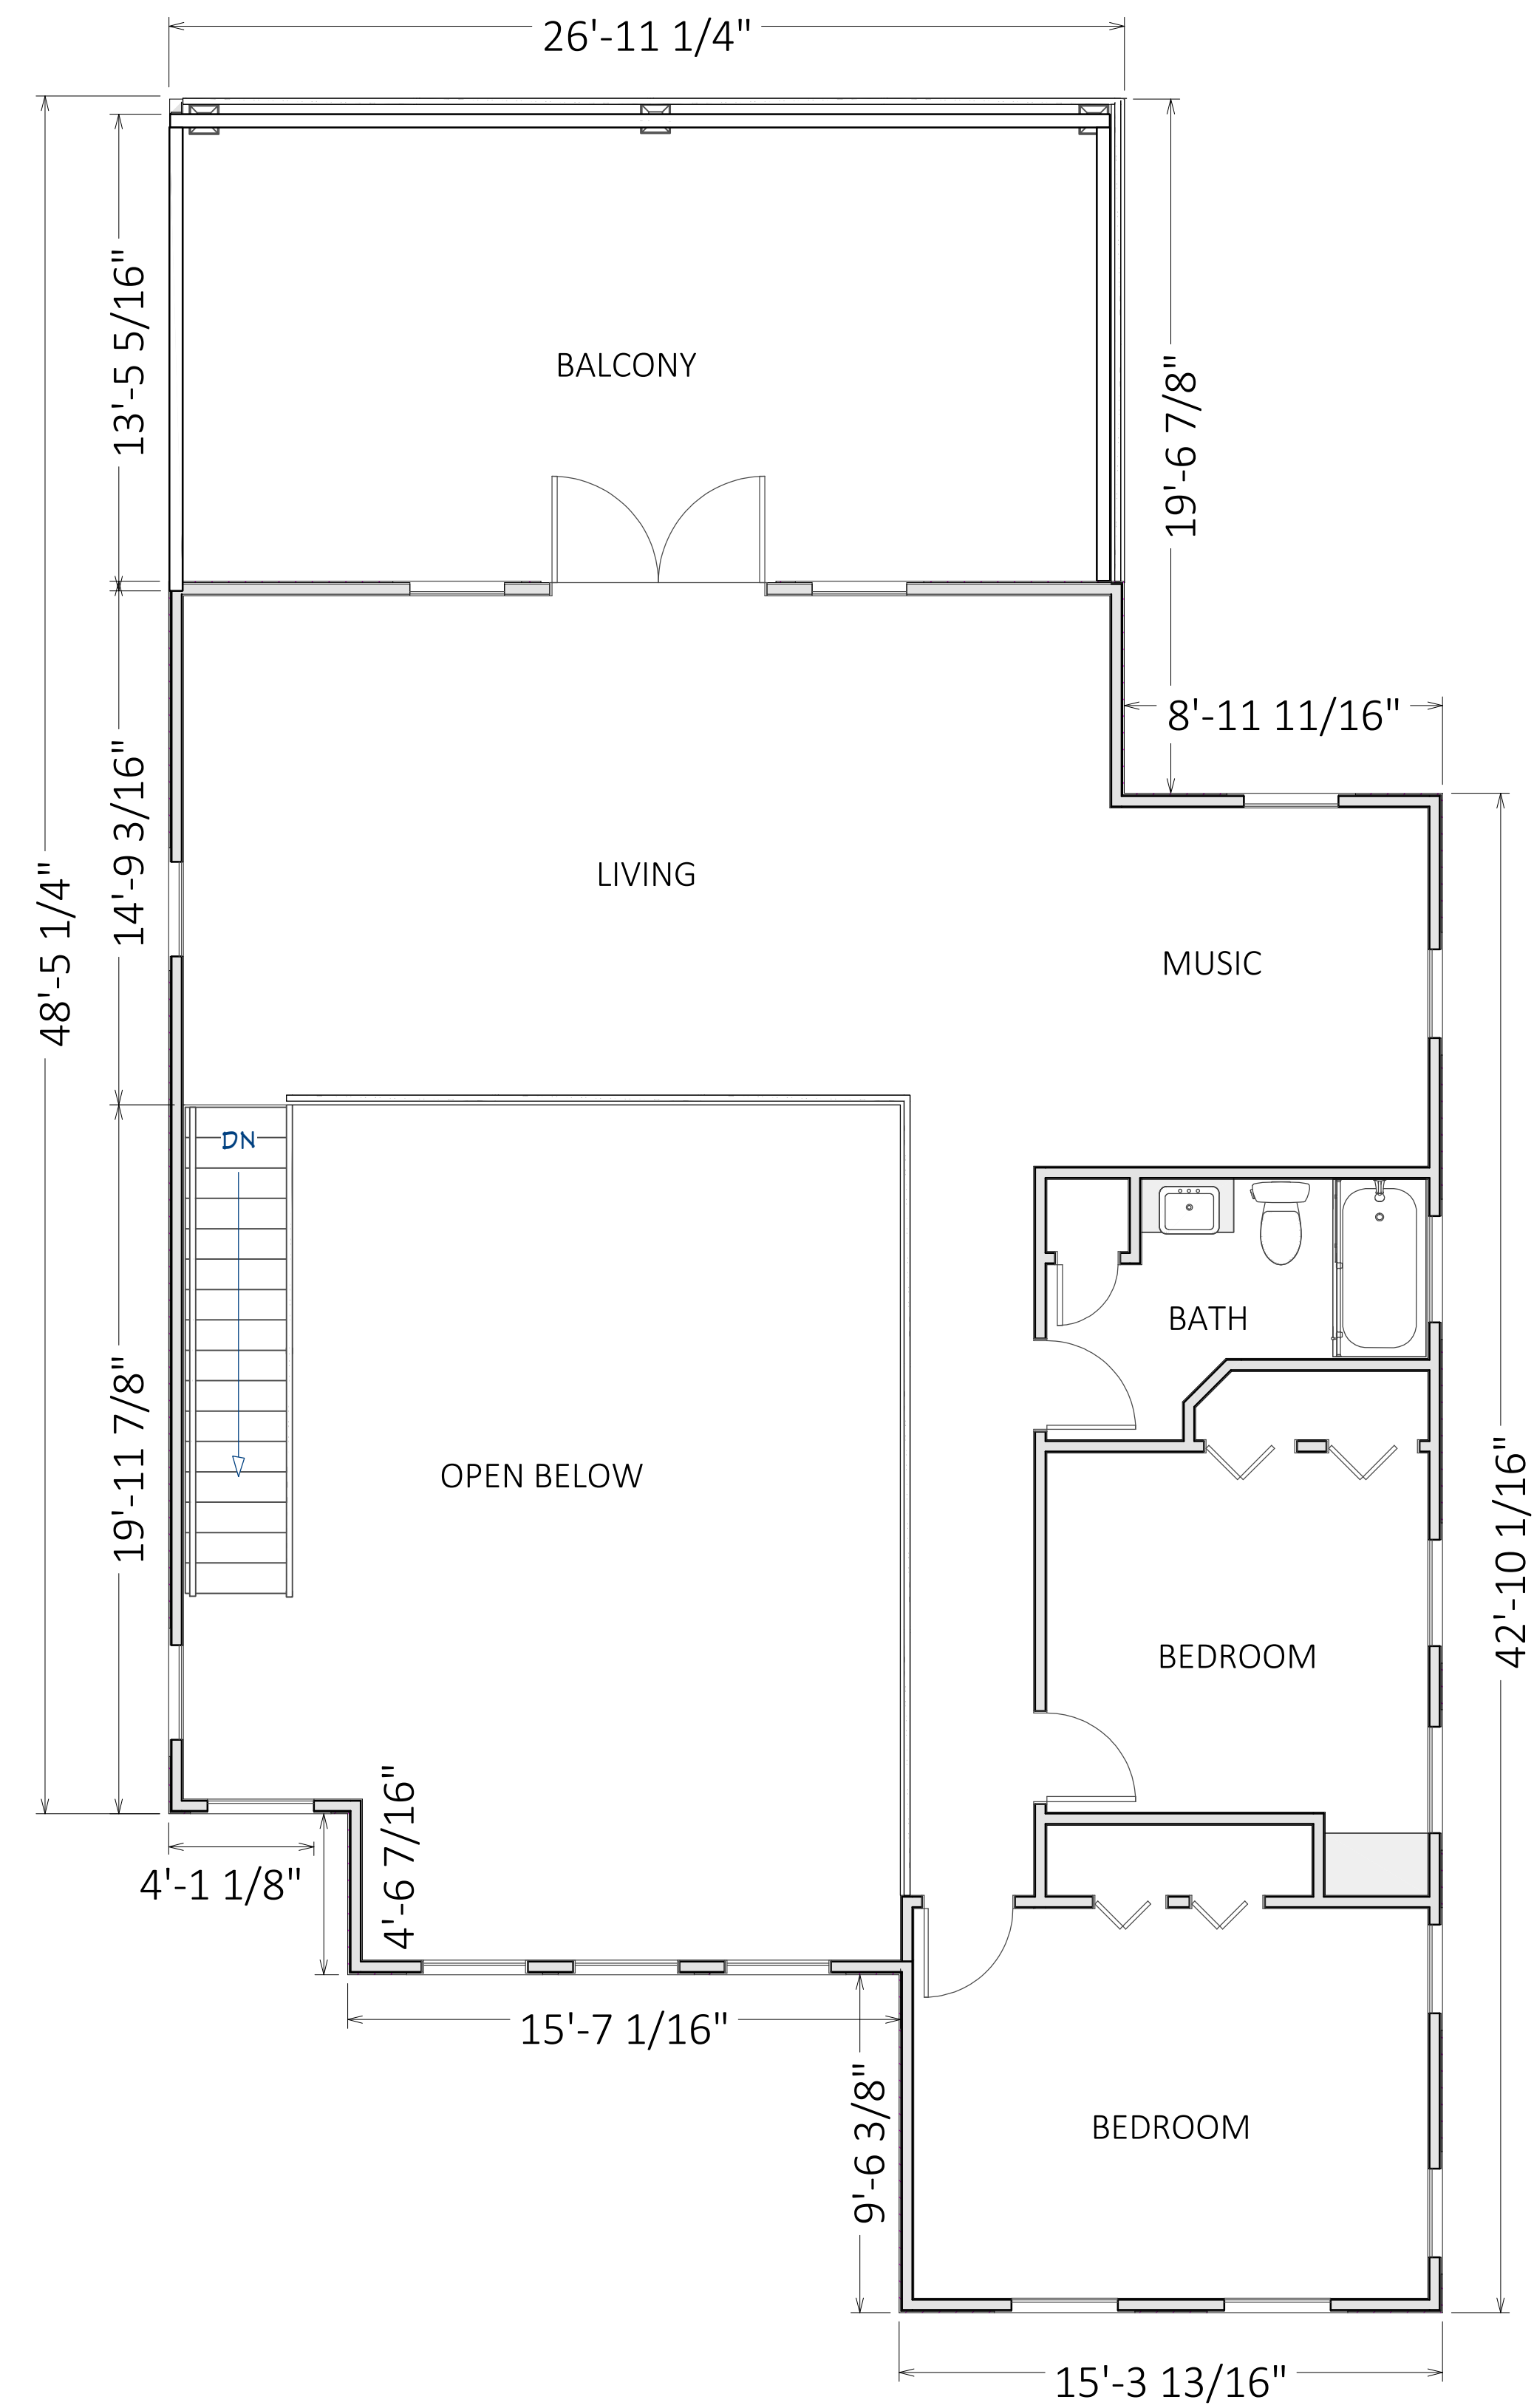 26'-11 1/4"
13'-5 5/16"
BALCONY
19'-6 7/8"
8'-11 11/16"
14'-9 3/16"
48'-5 1/4"
LIVING
MUSIC
DN
BATH
19'-11 7/8"
OPEN BELOW
42'-10 1/16"
BEDROOM
4'-6 7/16"
4'-1 1/8"
15'-7 1/16"
9'-6 3/8"
BEDROOM
15'-3 13/16"